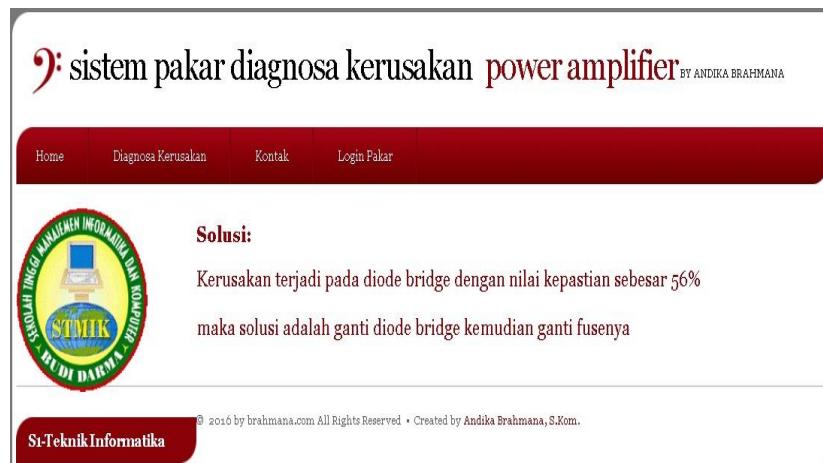 sistem pakar diagnosa kerusakan power amplifier BY ANDIKA BRAHMANA
Home Diagnosa Kerusakan Kontak Login Pakar
SEKOLAH TINGGI MANAJEMEN INFORMATIKA DAN KOMPUTER
STMIK
BUDI DARMA
Solusi:
Kerusakan terjadi pada diode bridge dengan nilai kepastian sebesar 56%
maka solusi adalah ganti diode bridge kemudian ganti fusenya
© 2016 by brahmana.com All Rights Reserved • Created by Andika Brahmana, S.Kom.
S1-Teknik Informatika